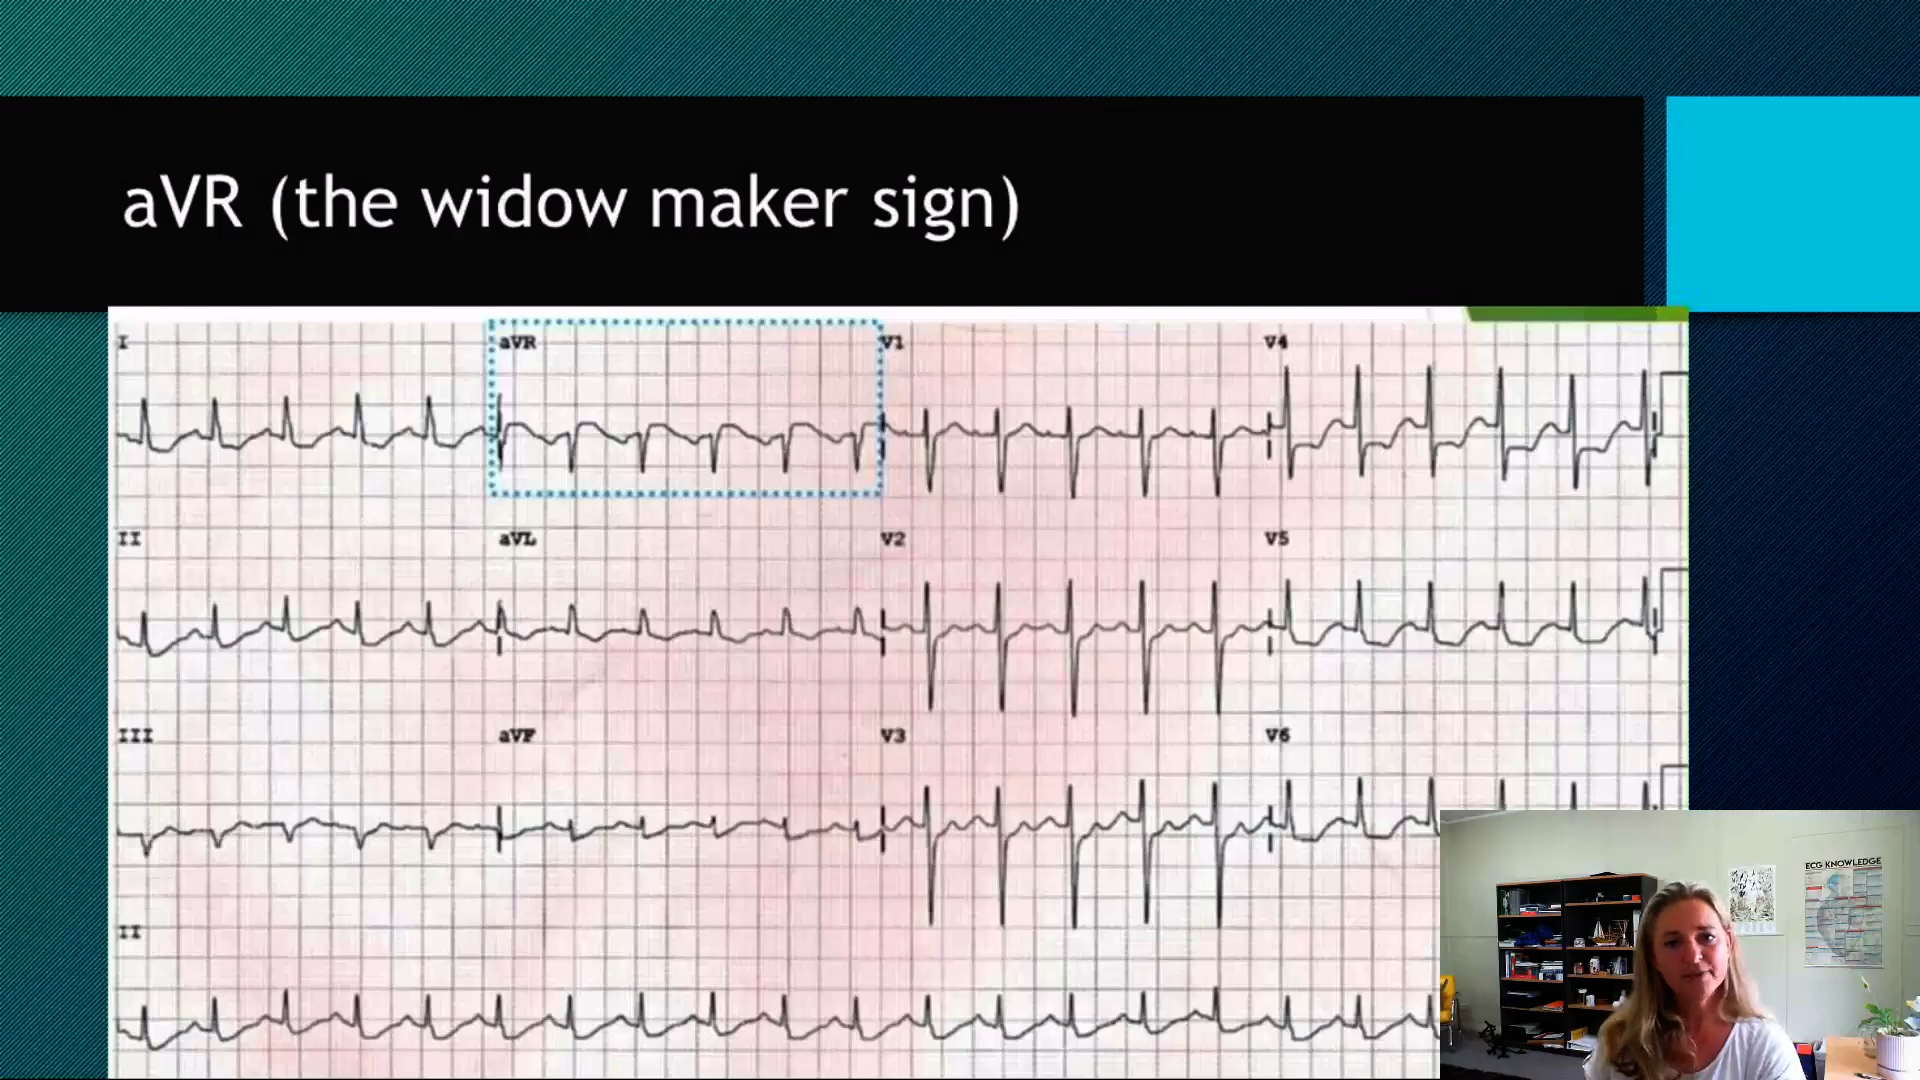 aVR (the widow maker sign)
I aVR V1 V4
II aVL V2 V5
III aVF V3 V6
II
ECG KNOWLEDGE